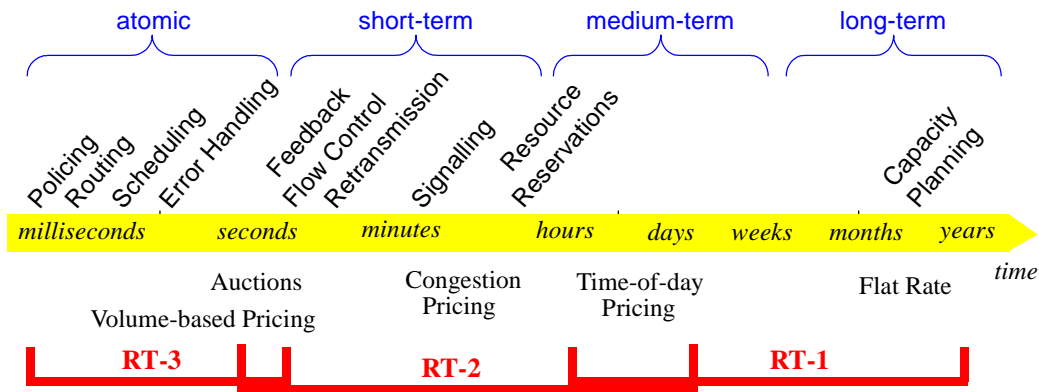 atomic short-term medium-term long-term
Policing
Routing
Scheduling
Error Handling
Feedback
Flow Control
Retransmission
Signalling
Resource
Reservations
Capacity
Planning
milliseconds seconds minutes hours days weeks months years
time
Auctions
Volume-based Pricing
Congestion
Pricing
Time-of-day
Pricing
Flat Rate
RT-3 RT-2 RT-1